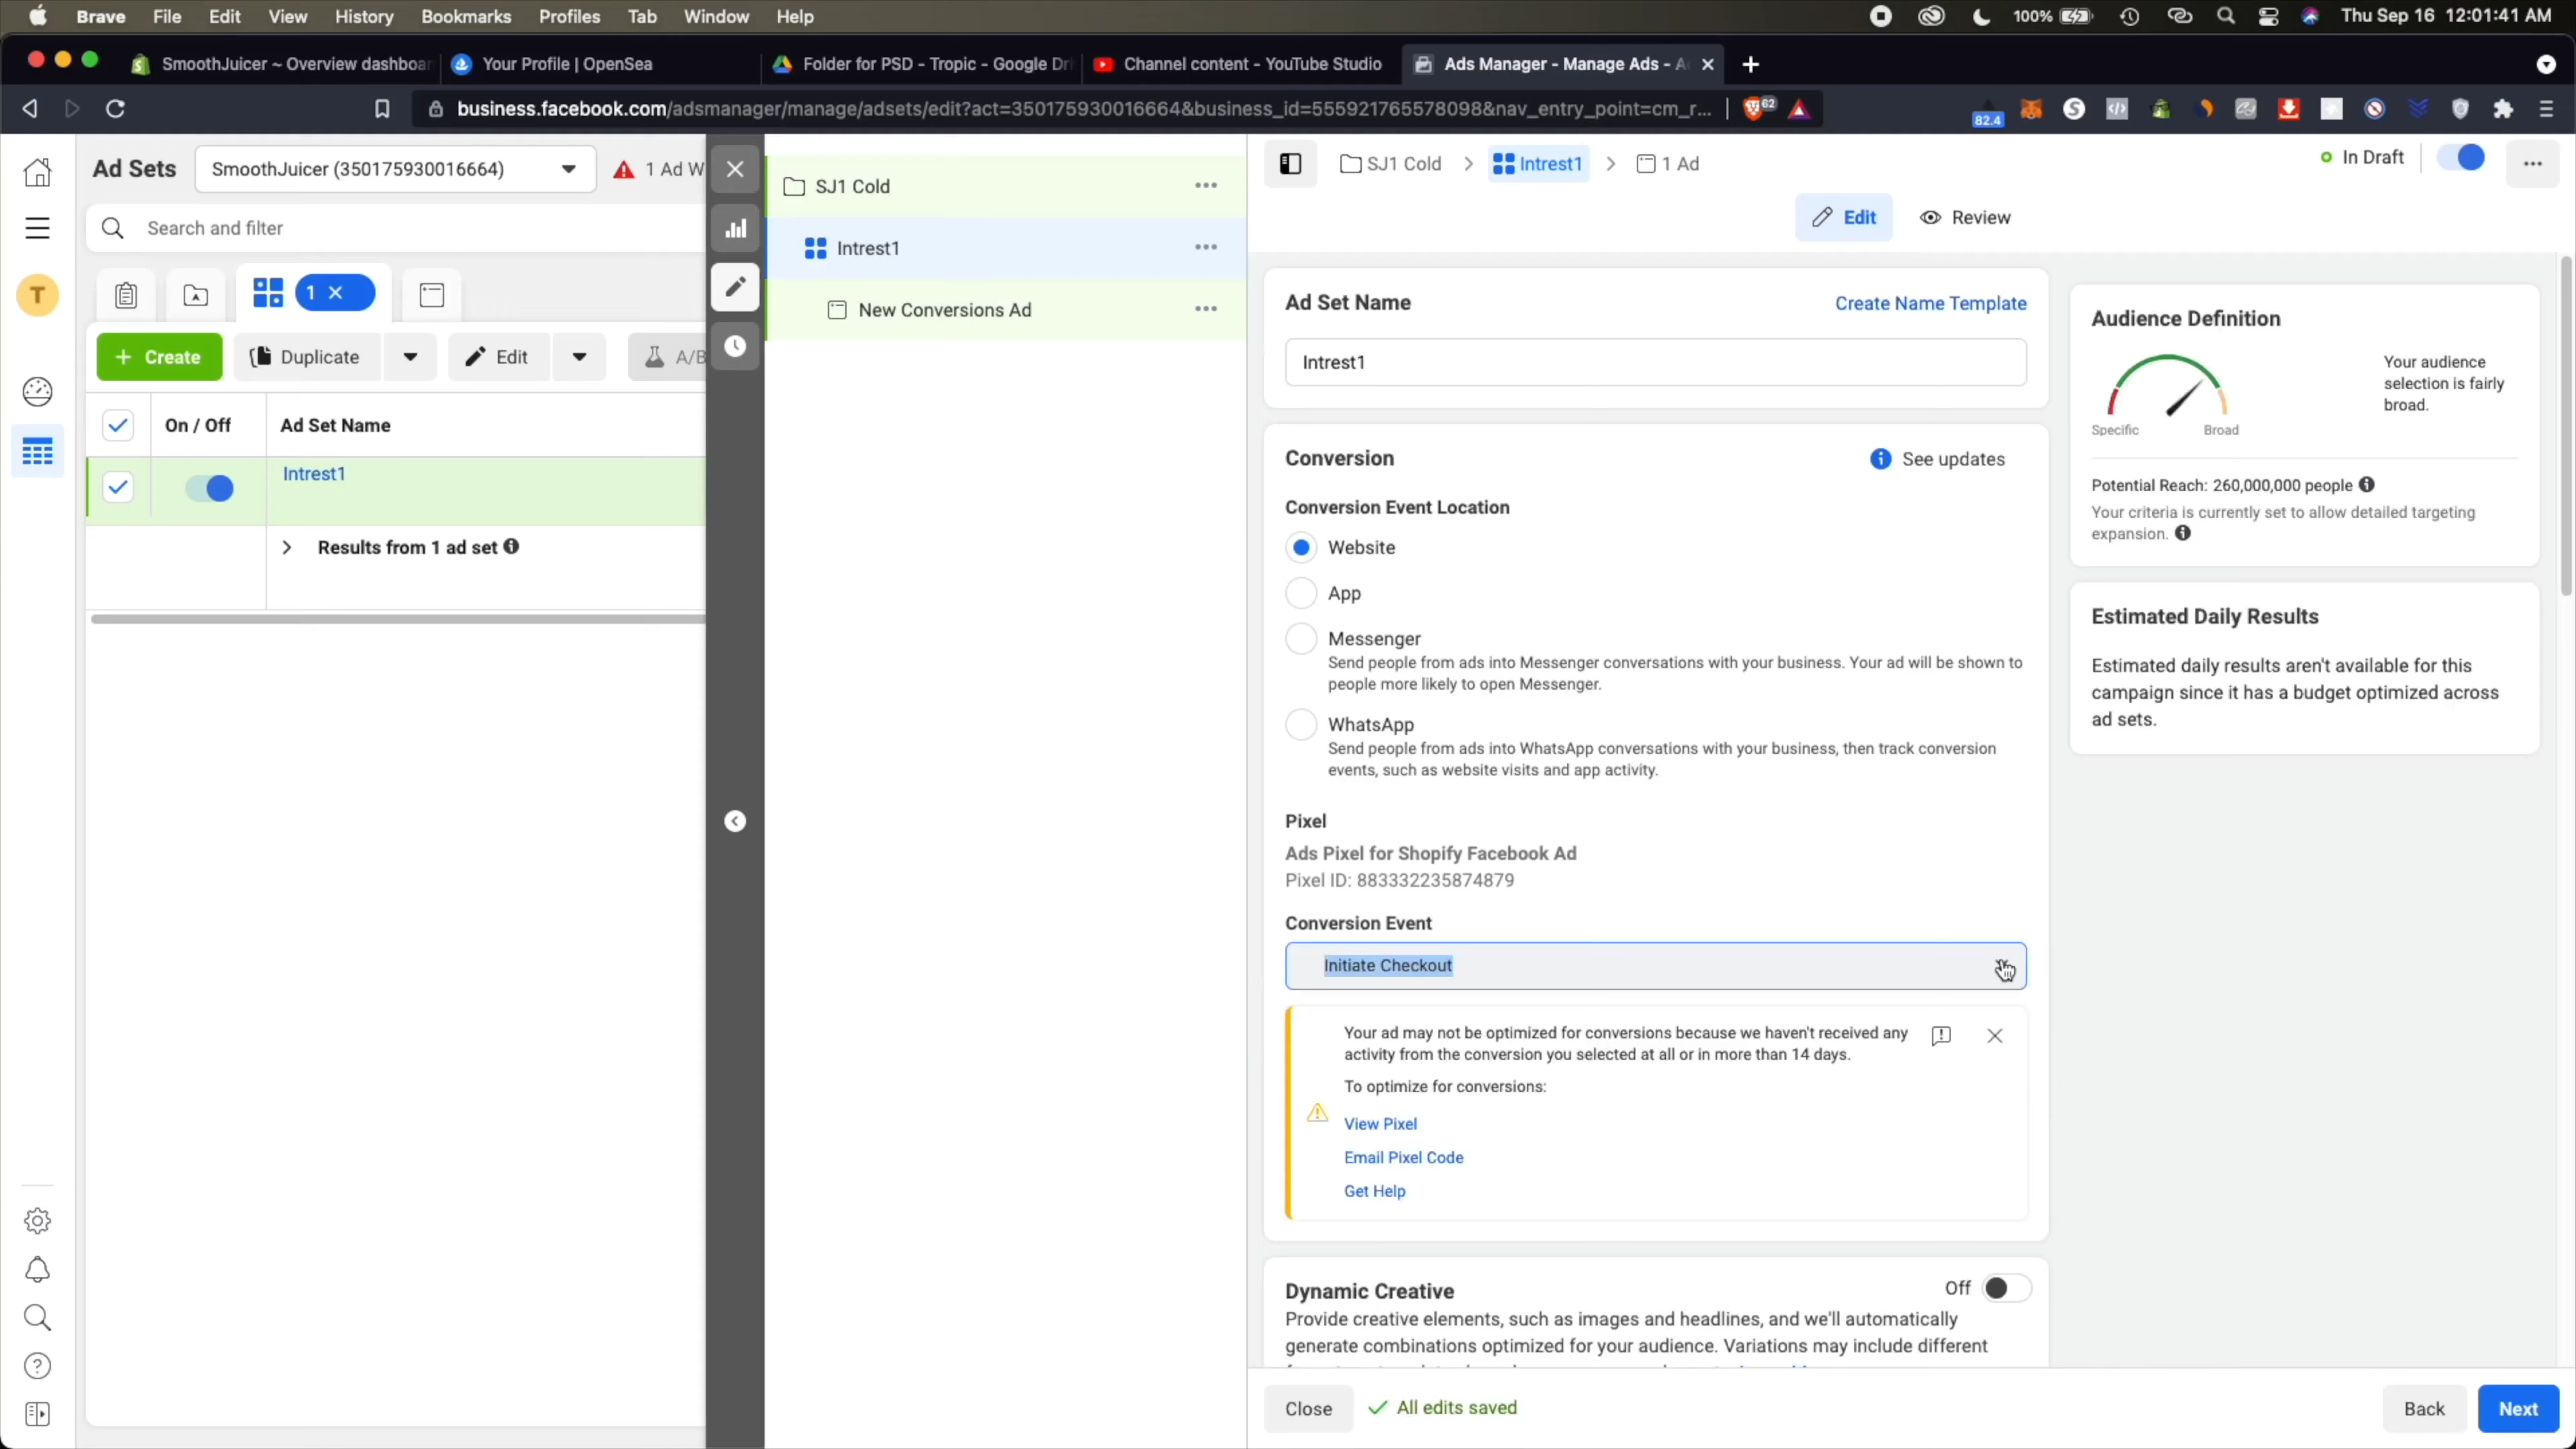 Brave File Edit View History Bookmarks Profiles Tab Window Help
100% Thu Sep 16 12:01:41 AM
SmoothJuicer ~ Overview dashboar
Your Profile | OpenSea
Folder for PSD - Tropic - Google Dri
Channel content - YouTube Studio
Ads Manager - Manage Ads - A
business.facebook.com/adsmanager/manage/adsets/edit?act=350175930016664&business_id=555921765578098&nav_entry_point=cm_r...
62
82.4
Ad Sets
SmoothJuicer (350175930016664)
1 Ad W
Search and filter
T
1
Create
Duplicate
Edit
A/B
On / Off
Ad Set Name
Intrest1
Results from 1 ad set
SJ1 Cold
Intrest1
New Conversions Ad
SJ1 Cold > Intrest1 > 1 Ad
In Draft
Edit
Review
Ad Set Name
Create Name Template
Intrest1
Conversion
See updates
Conversion Event Location
Website
App
Messenger
Send people from ads into Messenger conversations with your business. Your ad will be shown to
people more likely to open Messenger.
WhatsApp
Send people from ads into WhatsApp conversations with your business, then track conversion
events, such as website visits and app activity.
Pixel
Ads Pixel for Shopify Facebook Ad
Pixel ID: 883332235874879
Conversion Event
Initiate Checkout
Your ad may not be optimized for conversions because we haven't received any
activity from the conversion you selected at all or in more than 14 days.
To optimize for conversions:
View Pixel
Email Pixel Code
Get Help
Dynamic Creative
Off
Provide creative elements, such as images and headlines, and we'll automatically
generate combinations optimized for your audience. Variations may include different
Close
All edits saved
Back
Next
Audience Definition
Your audience
selection is fairly
broad.
Specific
Broad
Potential Reach: 260,000,000 people
Your criteria is currently set to allow detailed targeting
expansion.
Estimated Daily Results
Estimated daily results aren't available for this
campaign since it has a budget optimized across
ad sets.